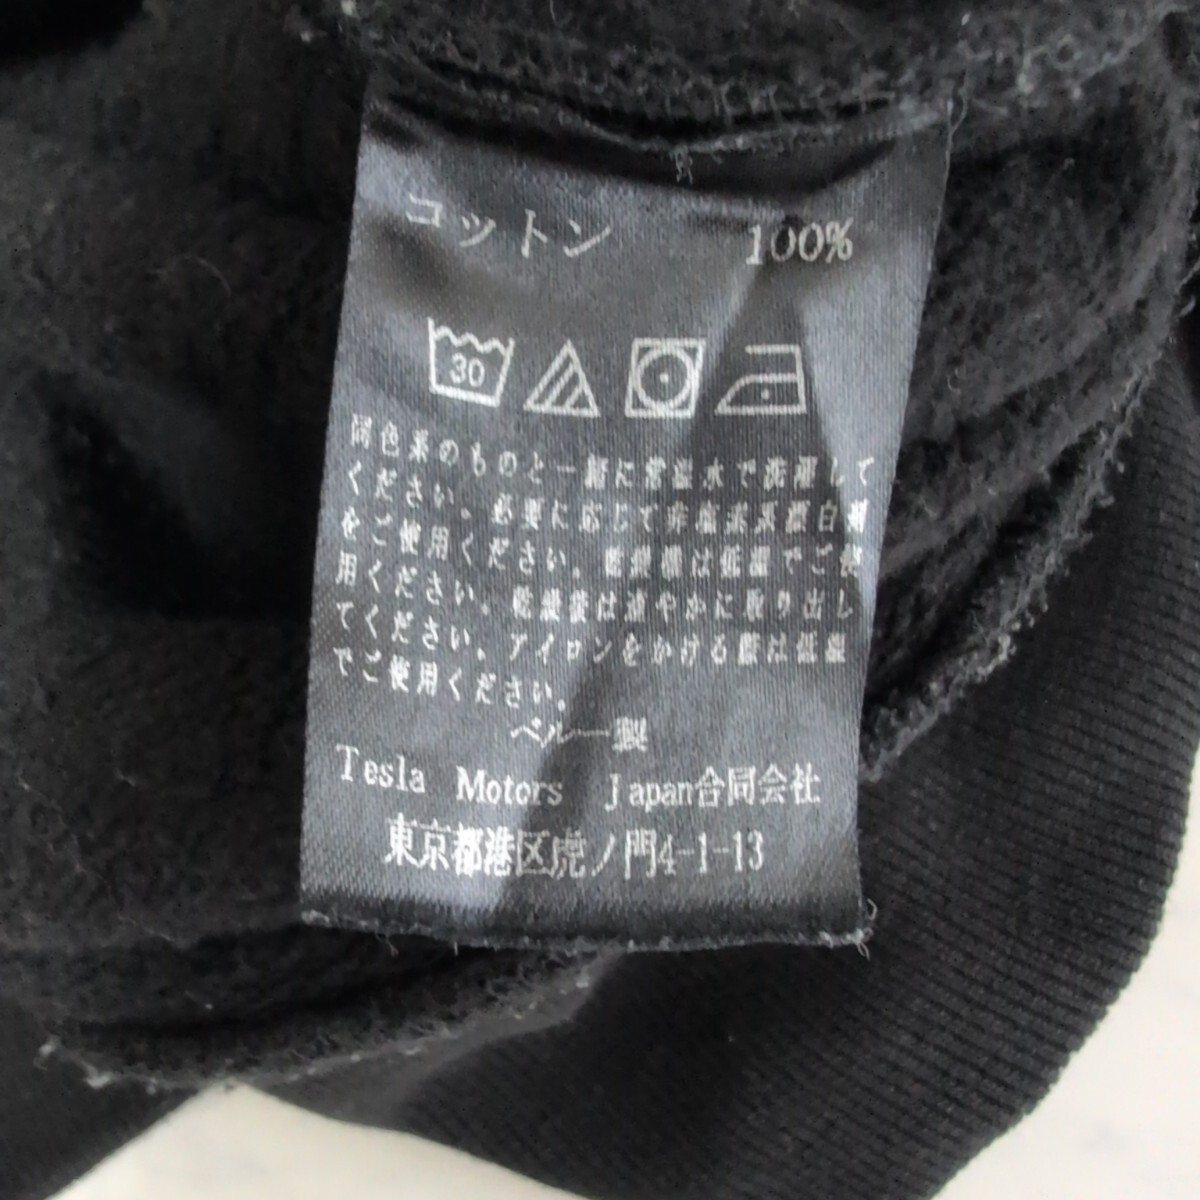 コットン 100%
30
同色系のものと一緒に常温水で洗濯して
ください。必要に応じて非塩素系漂白剤
をご使用ください。乾燥機は低温でご使
用ください。乾燥後は速やかに取り出し
てください。アイロンをかける際は低温
でご使用ください。
ペルー製
Tesla Motors Japan合同会社
東京都港区虎ノ門4-1-13